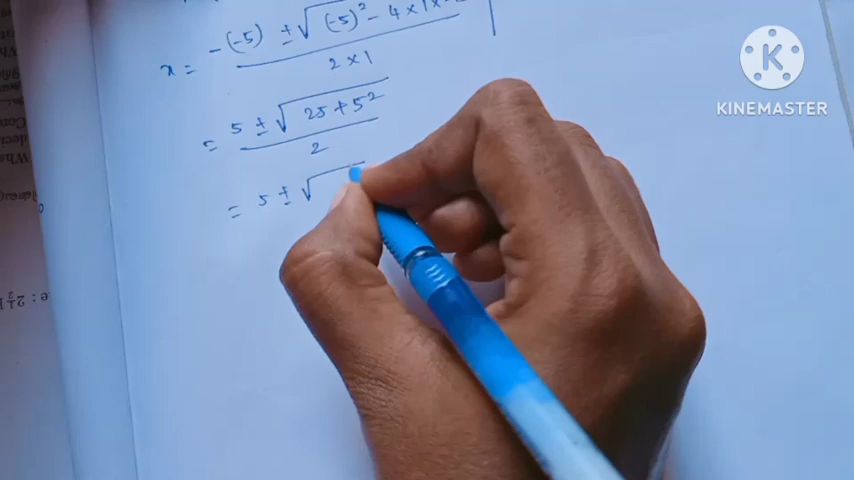 x = -(-5) ± √(-5)² - 4×1×-
2×1
= 5 ± √25+5²
2
= 5 ± √
KINEMASTER